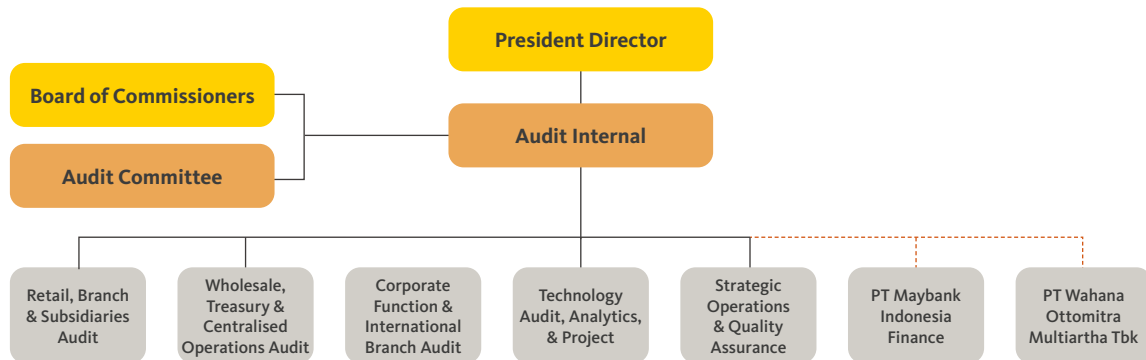 President Director
Board of Commissioners
Audit Internal
Audit Committee
Retail, Branch
& Subsidiaries
Audit
Wholesale,
Treasury &
Centralised
Operations Audit
Corporate
Function &
International
Branch Audit
Technology
Audit, Analytics,
& Project
Strategic
Operations
& Quality
Assurance
PT Maybank
Indonesia
Finance
PT Wahana
Ottomitra
Multiartha Tbk